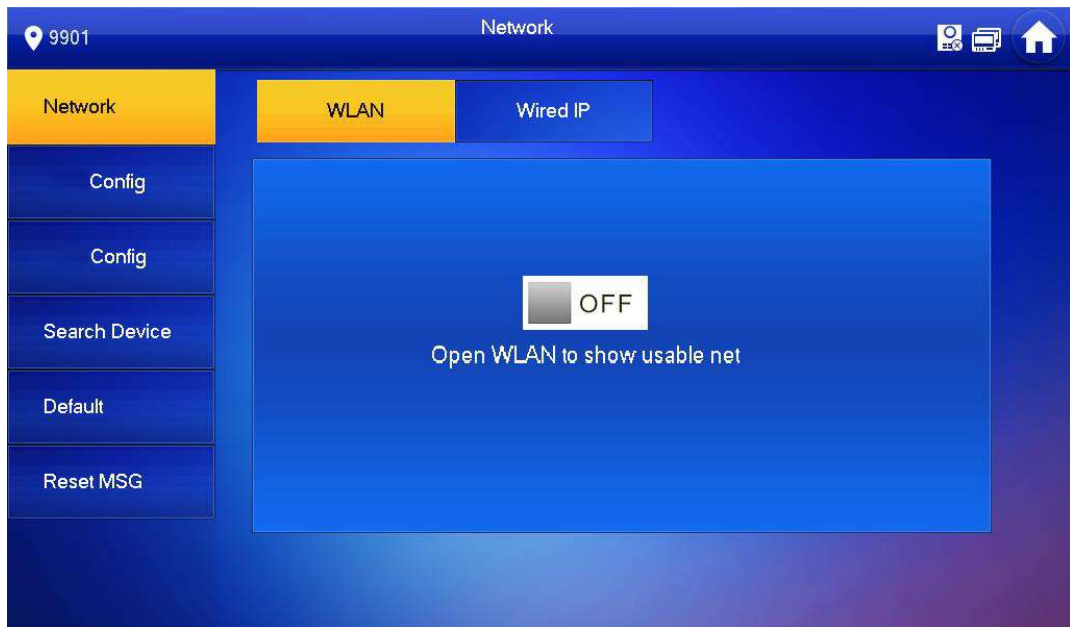 9901
Network
Network
WLAN
Wired IP
Config
Config
OFF
Open WLAN to show usable net
Search Device
Default
Reset MSG